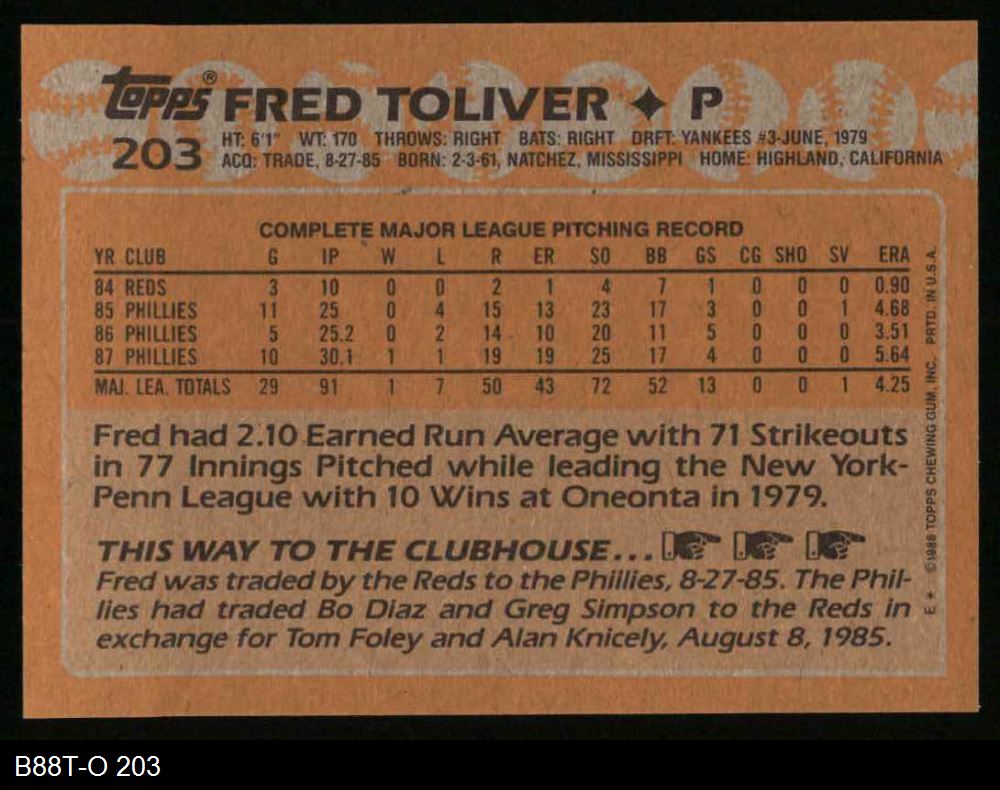 Topps® FRED TOLIVER ✦ P
203
HT: 6'1" WT: 170 THROWS: RIGHT BATS: RIGHT DRFT: YANKEES #3-JUNE, 1979
ACQ: TRADE, 8-27-85 BORN: 2-3-61, NATCHEZ, MISSISSIPPI HOME: HIGHLAND, CALIFORNIA
COMPLETE MAJOR LEAGUE PITCHING RECORD
YR CLUB G IP W L R ER SO BB GS CG SHO SV ERA
84 REDS 3 10 0 0 2 1 4 7 1 0 0 0 0.90
85 PHILLIES 11 25 0 4 15 13 23 17 3 0 0 1 4.68
86 PHILLIES 5 25.2 0 2 14 10 20 11 5 0 0 0 3.51
87 PHILLIES 10 30.1 1 1 19 19 25 17 4 0 0 0 5.64
MAJ. LEA. TOTALS 29 91 1 7 50 43 72 52 13 0 0 1 4.25
Fred had 2.10 Earned Run Average with 71 Strikeouts
in 77 Innings Pitched while leading the New York-
Penn League with 10 Wins at Oneonta in 1979.
THIS WAY TO THE CLUBHOUSE...
Fred was traded by the Reds to the Phillies, 8-27-85. The Phil-
lies had traded Bo Diaz and Greg Simpson to the Reds in
exchange for Tom Foley and Alan Knicely, August 8, 1985.
E* ©1988 TOPPS CHEWING GUM, INC. PRTD. IN U.S.A.
B88T-O 203